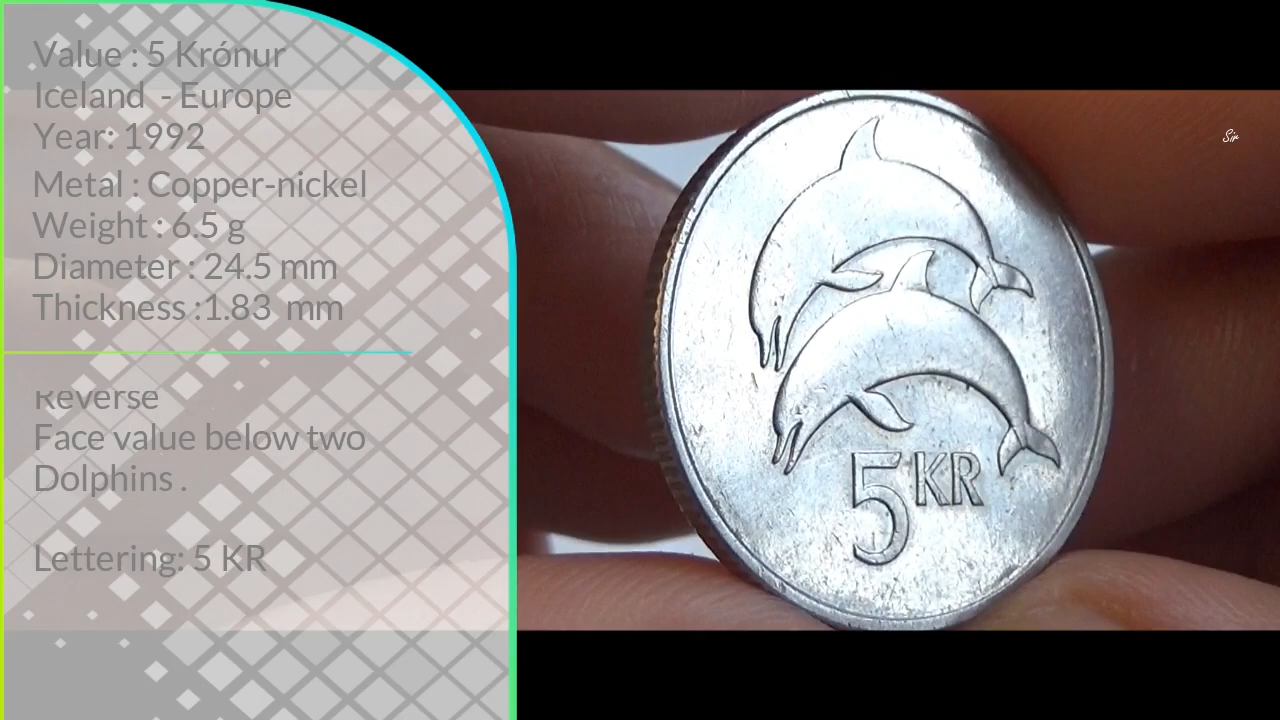 Value : 5 Krónur
Iceland - Europe
Year: 1992
Metal : Copper-nickel
Weight : 6.5 g
Diameter : 24.5 mm
Thickness :1.83 mm
Reverse
Face value below two
Dolphins .
Lettering: 5 KR
Sir
5 KR